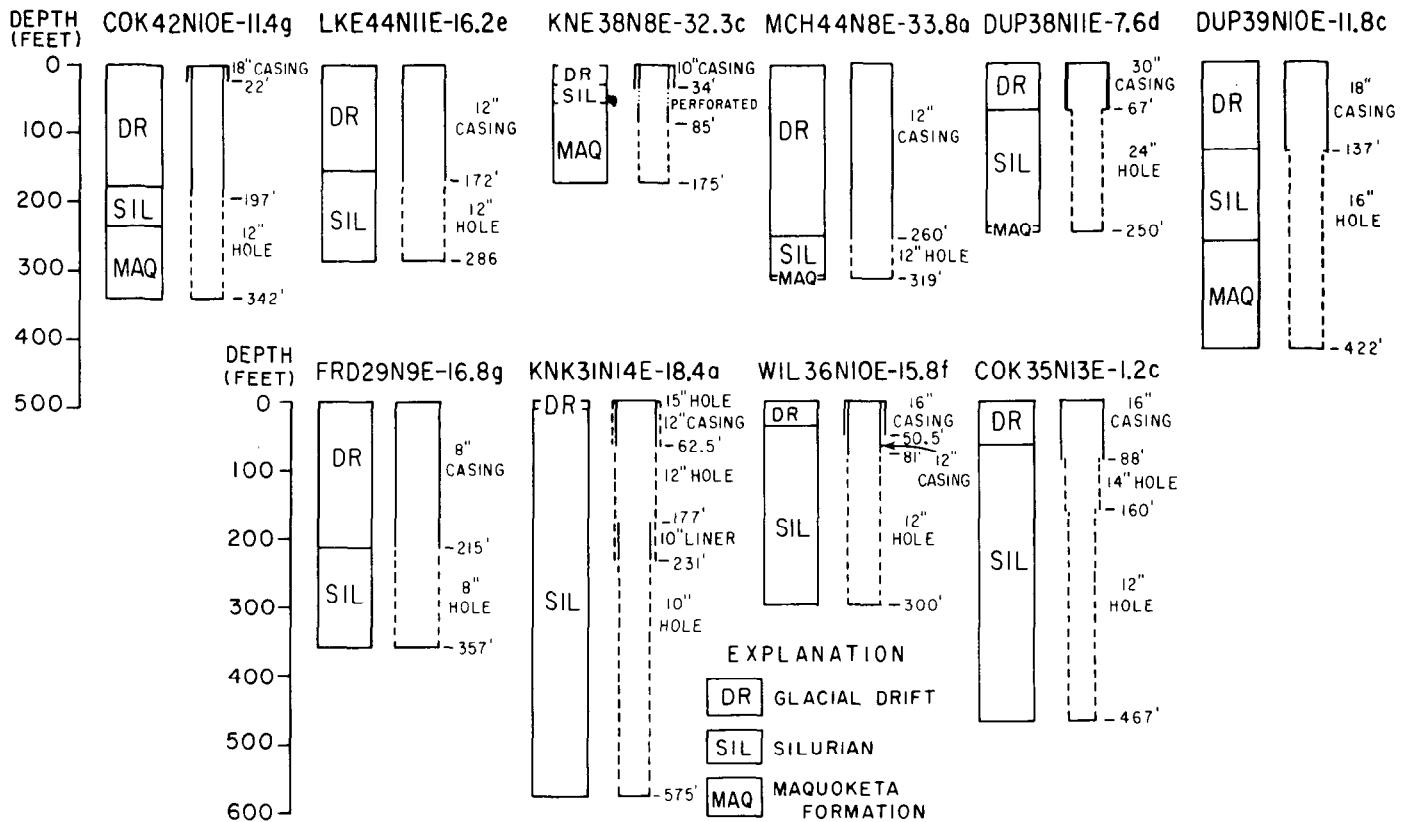 DEPTH
(FEET)
COK42N10E-11.4g
LKE44N11E-16.2e
KNE38N8E-32.3c
MCH44N8E-33.8a
DUP38N11E-7.6d
DUP39N10E-11.8c
0
100
200
300
400
500
DR
SIL
MAQ
18" CASING
22'
197'
12"
HOLE
342'
DR
SIL
12"
CASING
172'
12"
HOLE
286
DR
SIL
MAQ
10" CASING
34'
PERFORATED
85'
175'
DR
SIL
MAQ
12"
CASING
260'
12" HOLE
319'
DR
SIL
MAQ
30"
CASING
67'
24"
HOLE
250'
DR
SIL
MAQ
18"
CASING
137'
16"
HOLE
422'
DEPTH
(FEET)
FRD29N9E-16.8g
KNK31N14E-18.4a
WIL36N10E-15.8f
COK35N13E-1.2c
0
100
200
300
400
500
600
DR
SIL
8"
CASING
215'
8"
HOLE
357'
DR
SIL
15" HOLE
12" CASING
62.5'
12" HOLE
177'
10" LINER
231'
10"
HOLE
575'
DR
SIL
16"
CASING
50.5'
81'
12"
CASING
12"
HOLE
300'
DR
SIL
16"
CASING
88'
14" HOLE
160'
12"
HOLE
467'
EXPLANATION
DR GLACIAL DRIFT
SIL SILURIAN
MAQ MAQUOKETA
FORMATION